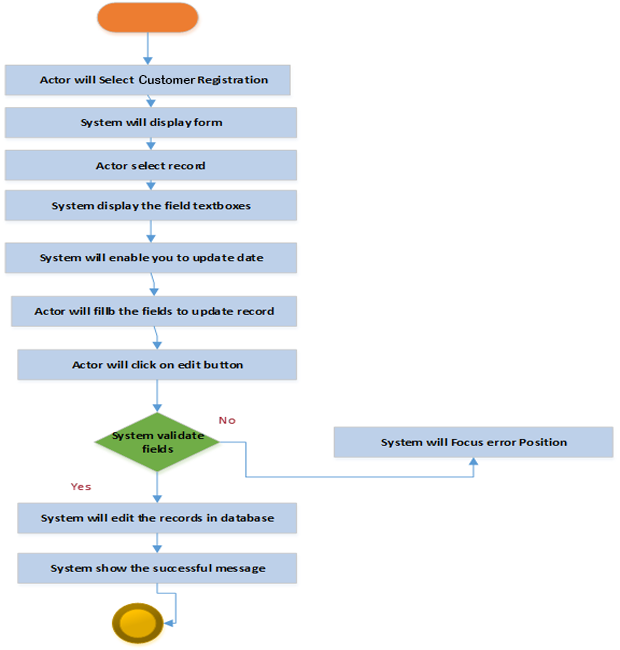 Actor will Select Customer Registration
System will display form
Actor select record
System display the field textboxes
System will enable you to update date
Actor will fillb the fields to update record
Actor will click on edit button
No
System validate
fields
System will Focus error Position
Yes
System will edit the records in database
System show the successful message